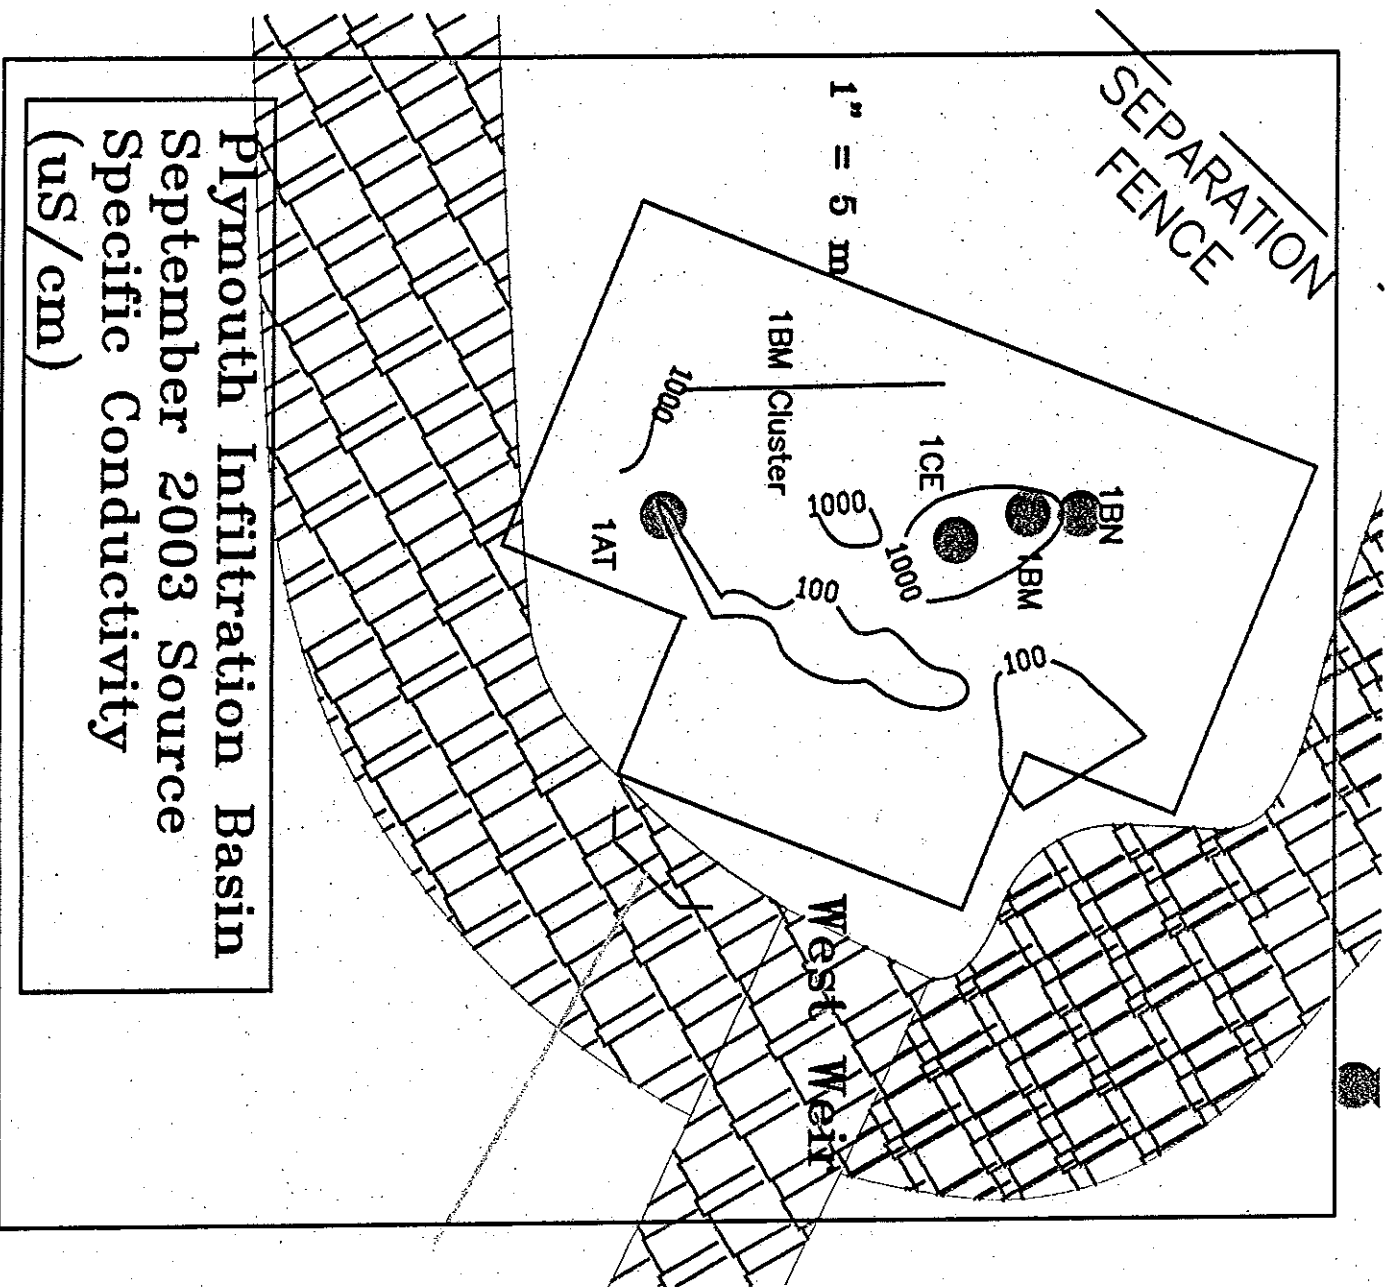 SEPARATION
FENCE
1" = 5 m
1BN
1BM
1CE
1000
1000
1BM Cluster
100
100
1000
1AT
West Weir
Plymouth Infiltration Basin
September 2003 Source
Specific Conductivity
(uS/cm)